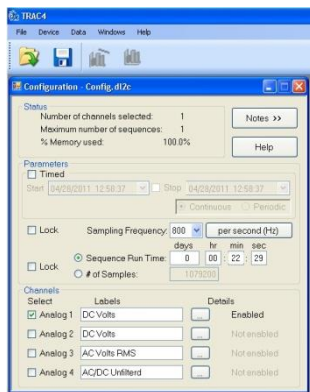 TRAC4
File Device Data Windows Help
Configuration - Config.dl2c
Status
Number of channels selected: 1
Maximum number of sequences: 1
% Memory used: 100.0%
Notes >>
Help
Parameters
Timed
Start 04/28/2011 12:58:37 Stop 04/28/2011 12:58:37
Continuous Periodic
Lock Sampling Frequency: 800 per second (Hz)
days hr min sec
Lock Sequence Run Time: 0 00 : 22 : 29
# of Samples: 1079200
Channels
Select Labels Details
Analog 1 DC Volts ... Enabled
Analog 2 DC Volts ... Not enabled
Analog 3 AC Volts RMS ... Not enabled
Analog 4 AC/DC Unfilterd ... Not enabled